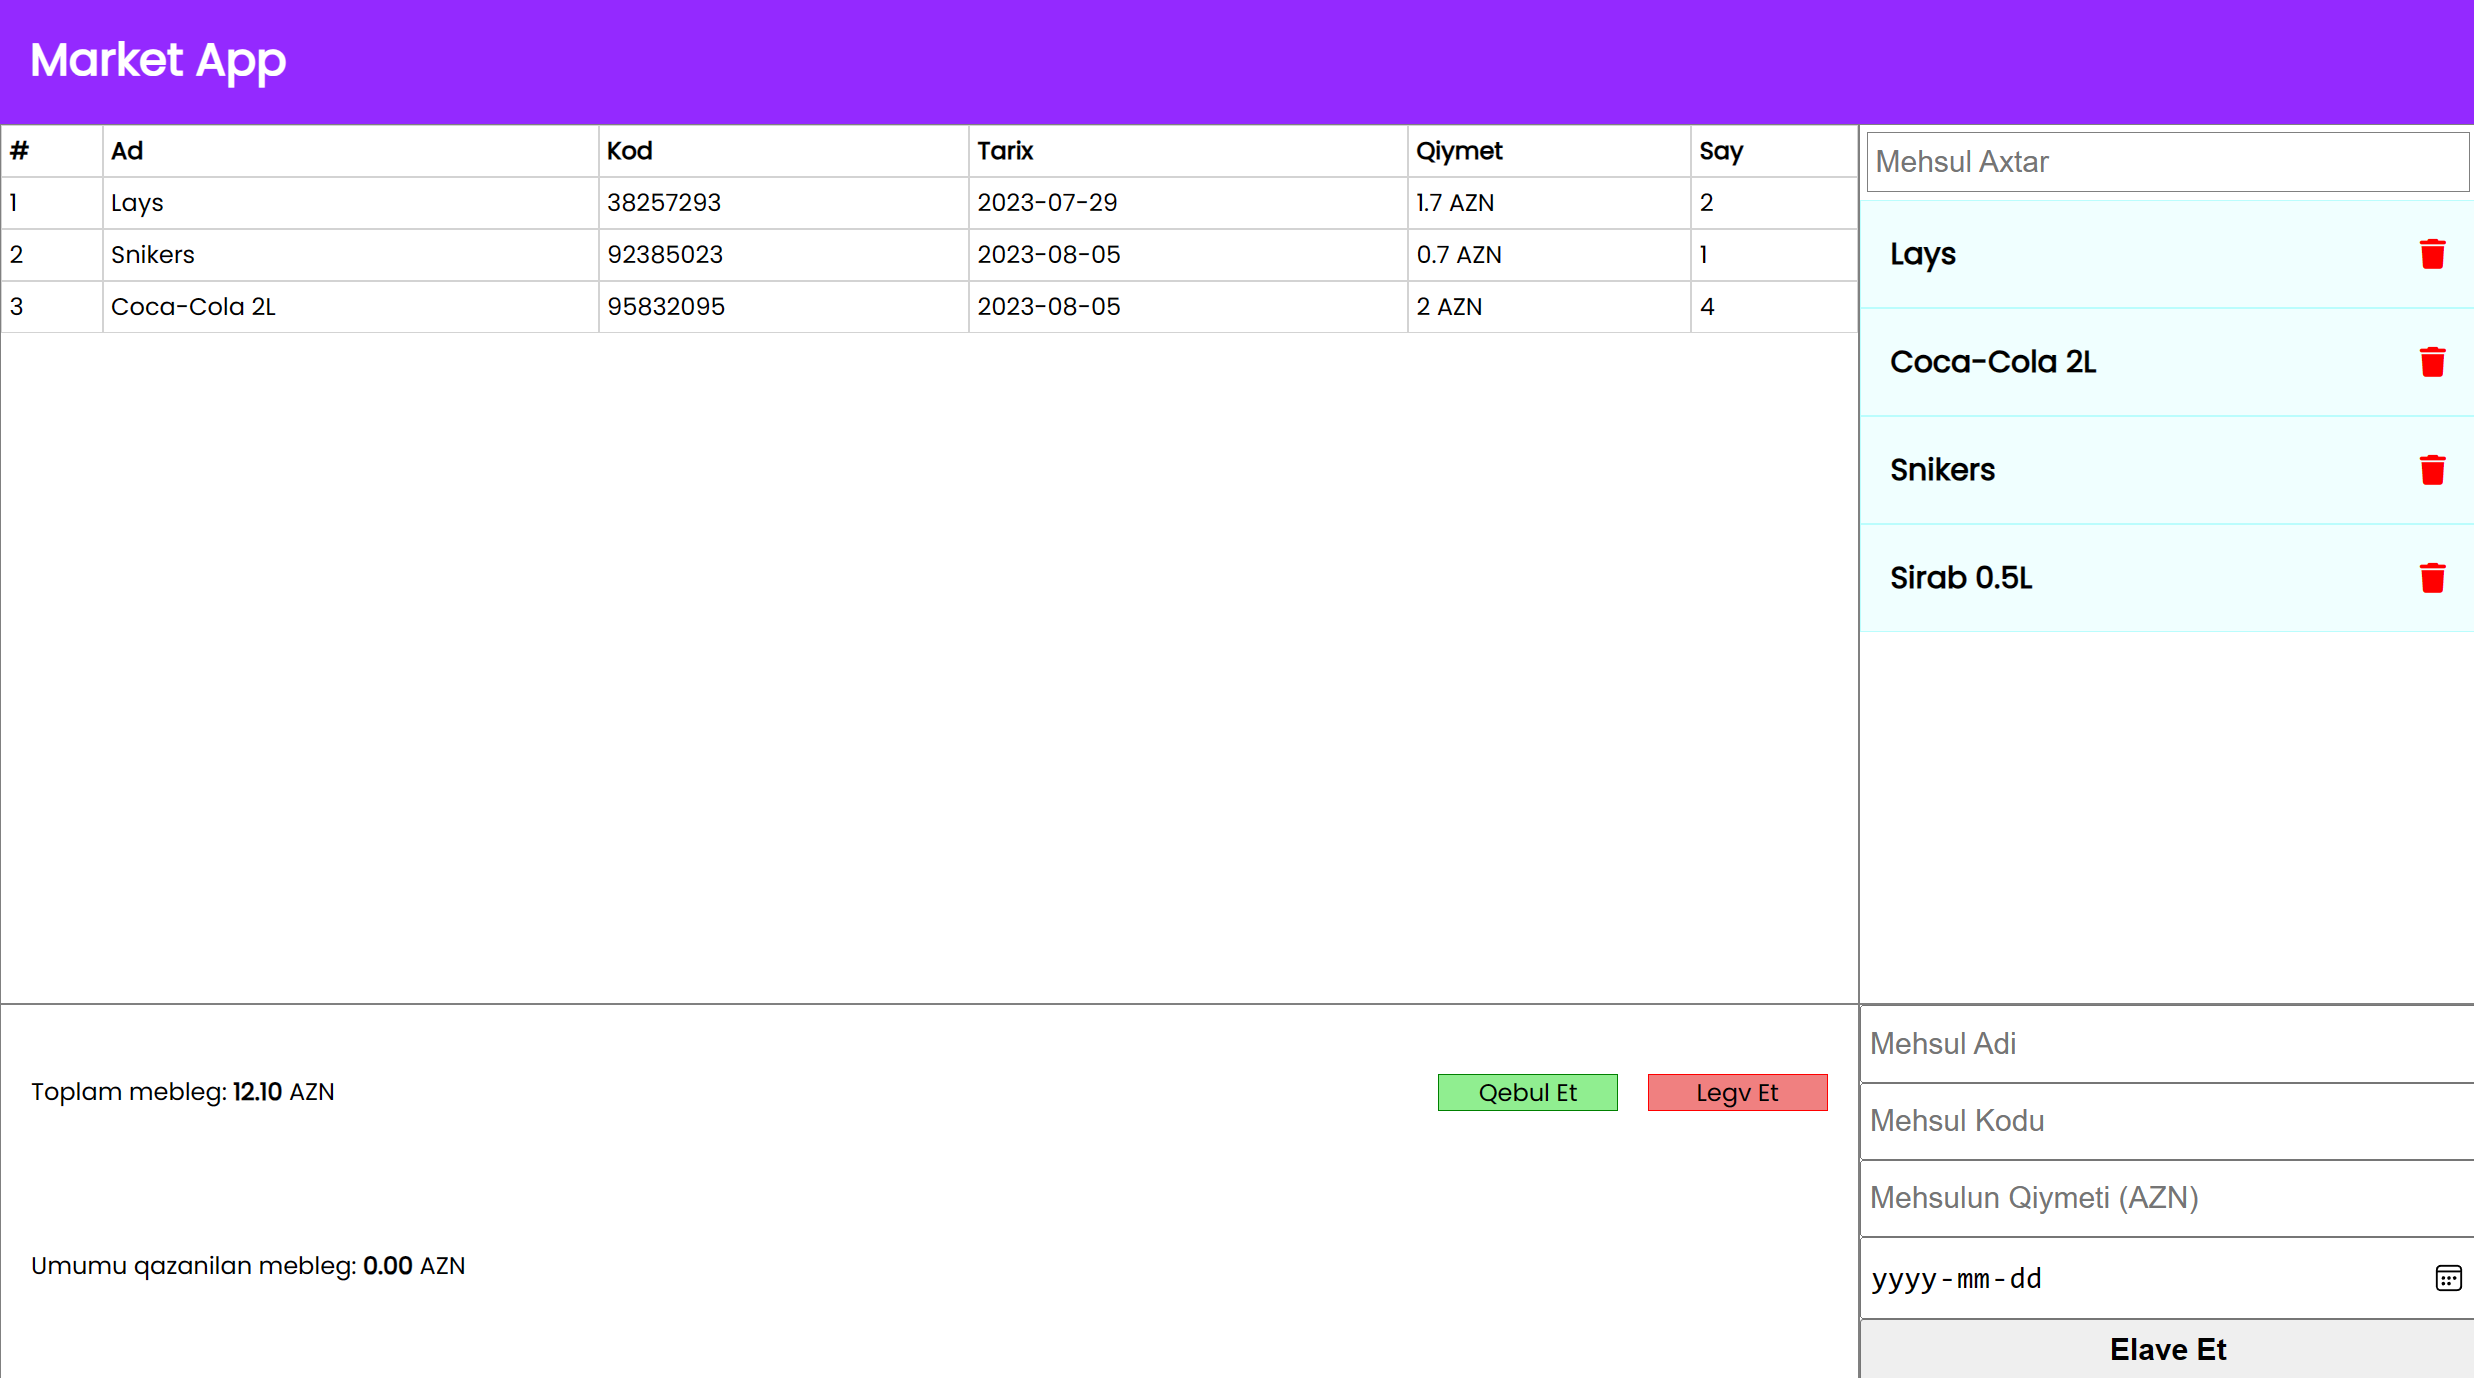 Market App
# Ad Kod Tarix Qiymet Say
1 Lays 38257293 2023-07-29 1.7 AZN 2
2 Snikers 92385023 2023-08-05 0.7 AZN 1
3 Coca-Cola 2L 95832095 2023-08-05 2 AZN 4
Mehsul Axtar
Lays
Coca-Cola 2L
Snikers
Sirab 0.5L
Toplam mebleg: 12.10 AZN
Qebul Et
Legv Et
Umumu qazanilan mebleg: 0.00 AZN
Mehsul Adi
Mehsul Kodu
Mehsulun Qiymeti (AZN)
yyyy-mm-dd
Elave Et